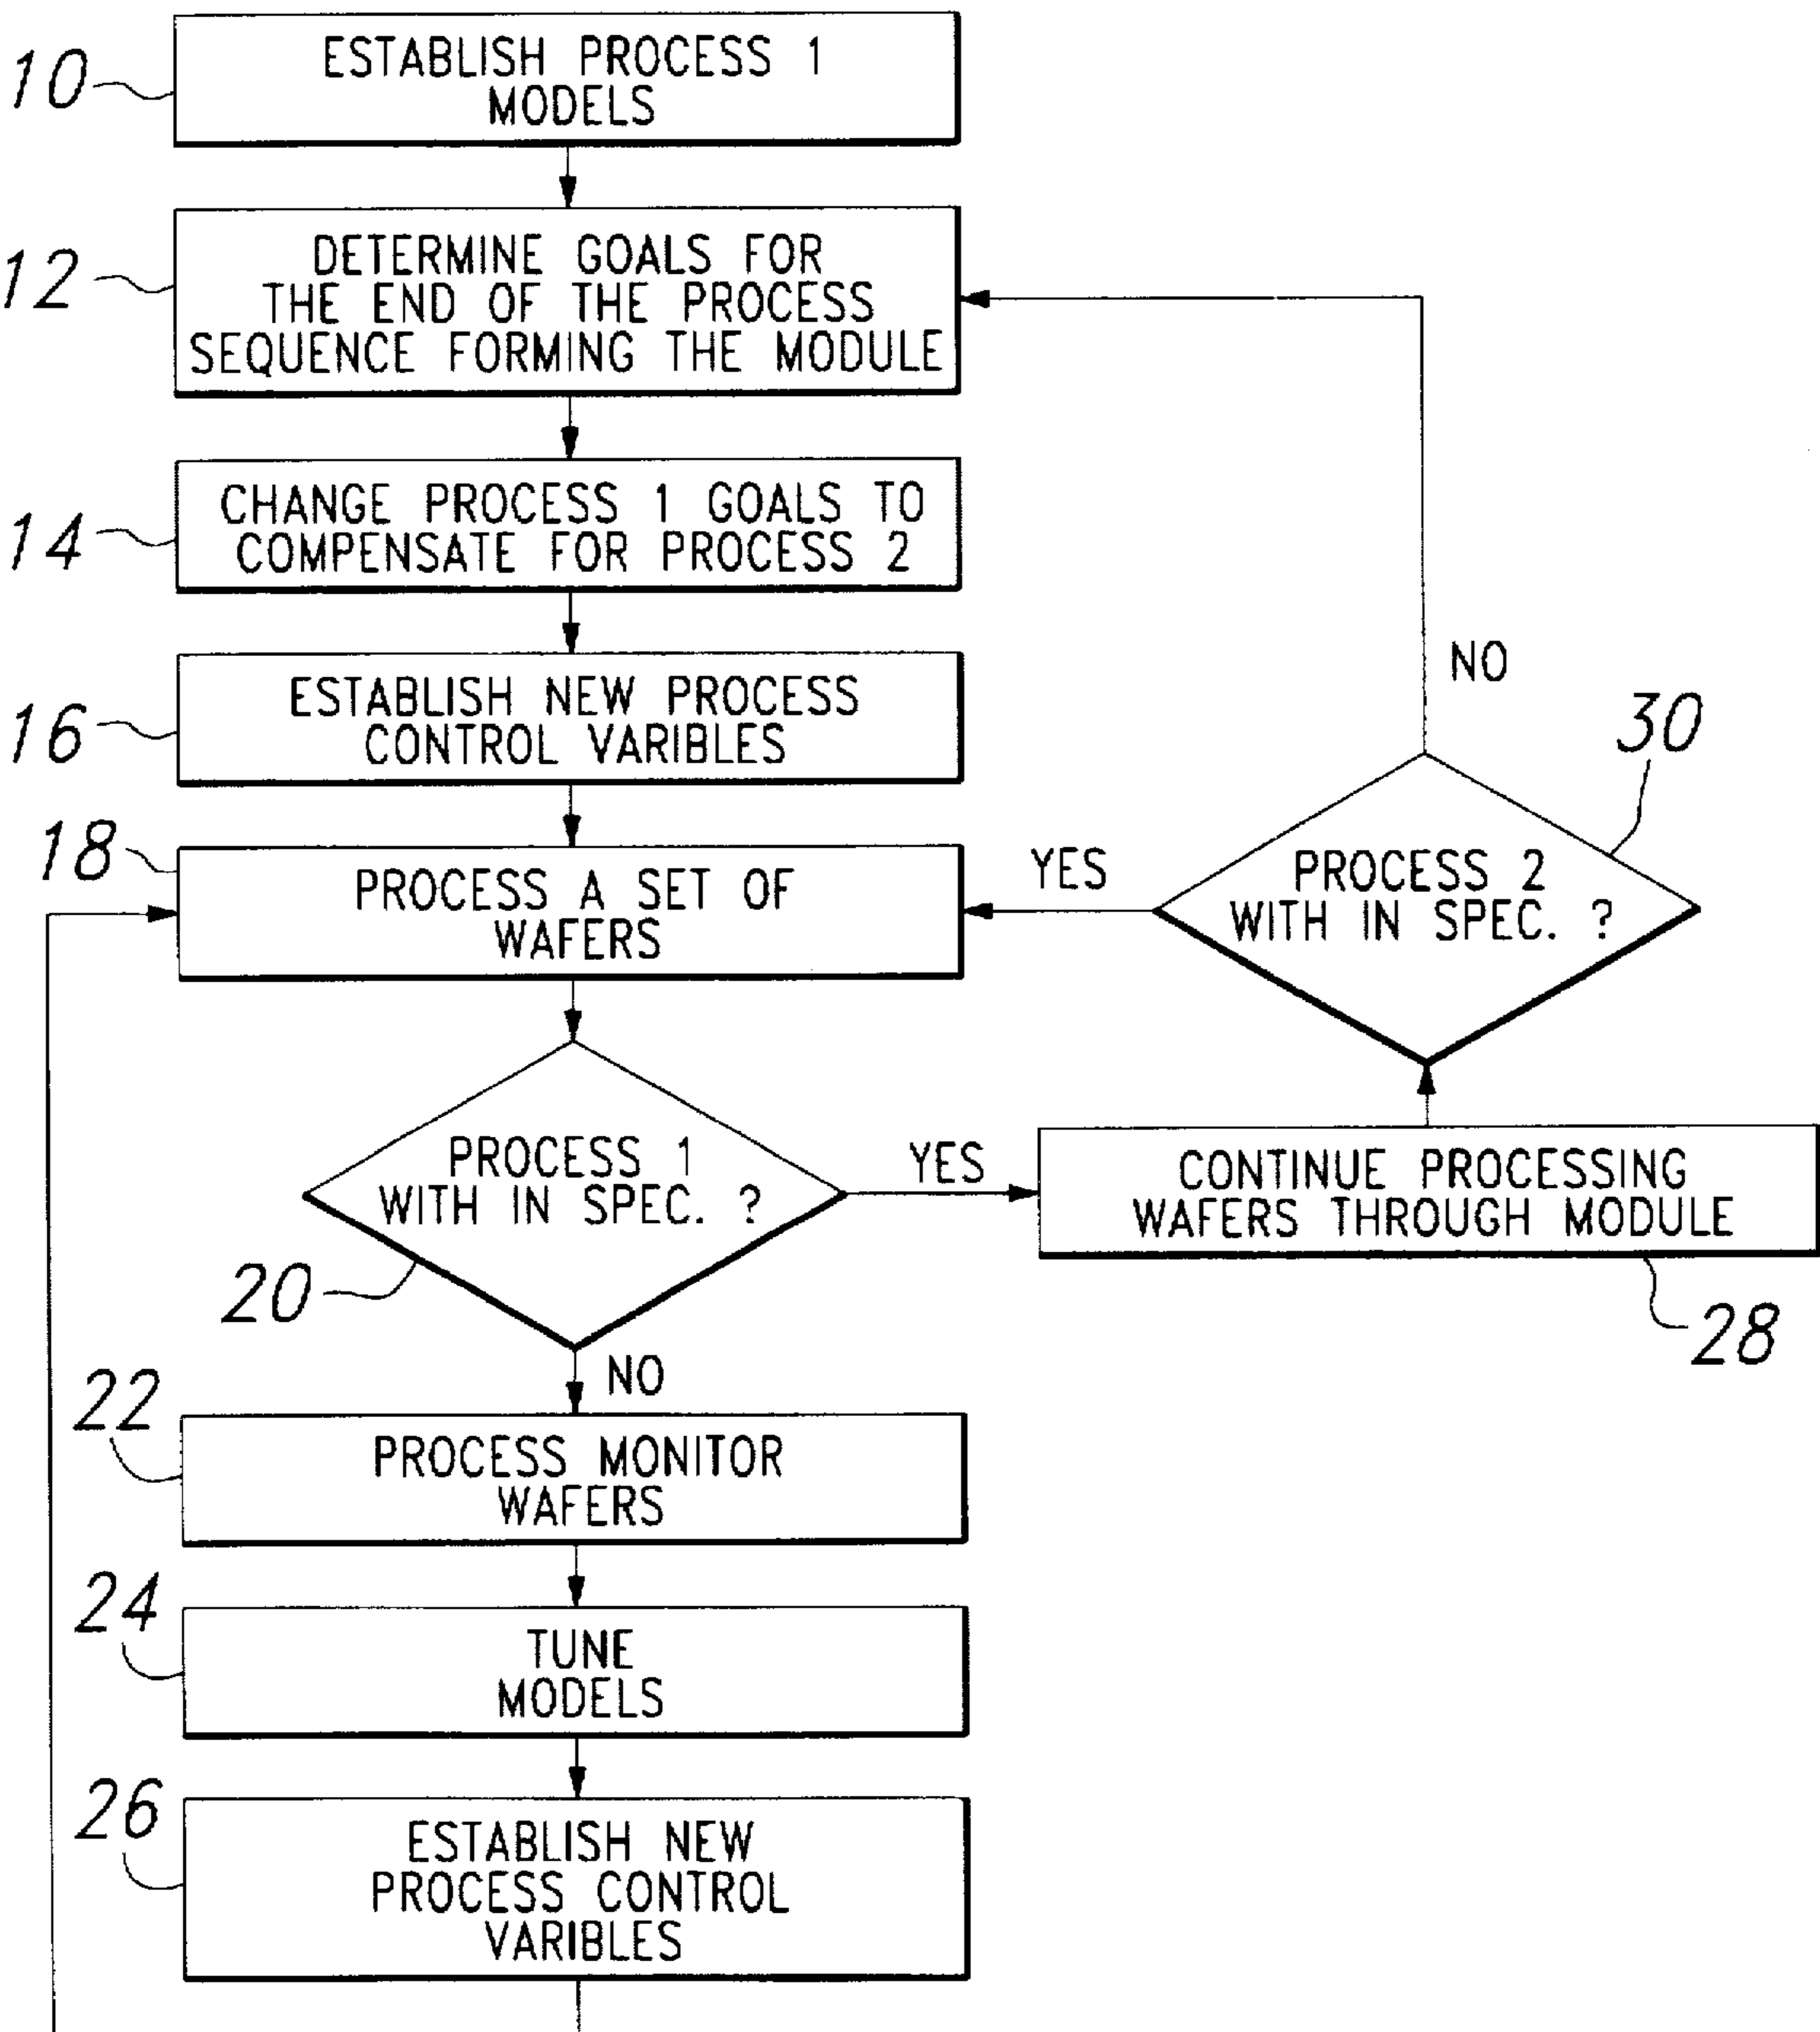 10
ESTABLISH PROCESS 1
MODELS
12
DETERMINE GOALS FOR
THE END OF THE PROCESS
SEQUENCE FORMING THE MODULE
14
CHANGE PROCESS 1 GOALS TO
COMPENSATE FOR PROCESS 2
16
ESTABLISH NEW PROCESS
CONTROL VARIBLES
NO
30
18
PROCESS A SET OF
WAFERS
YES
PROCESS 2
WITH IN SPEC. ?
PROCESS 1
WITH IN SPEC. ?
20
YES
CONTINUE PROCESSING
WAFERS THROUGH MODULE
28
NO
22
PROCESS MONITOR
WAFERS
24
TUNE
MODELS
26
ESTABLISH NEW
PROCESS CONTROL
VARIBLES